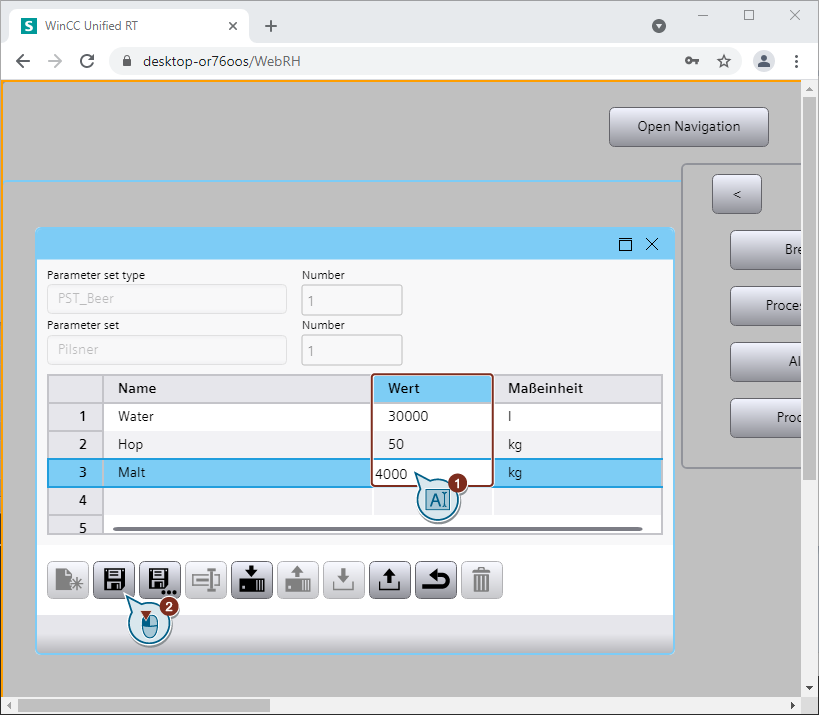 S WinCC Unified RT
desktop-or76oos/WebRH
Open Navigation
<
Bre
Proces
Al
Proc
Parameter set type Number
PST_Beer 1
Parameter set Number
Pilsner 1
Name Wert Maßeinheit
1 Water 30000 l
2 Hop 50 kg
3 Malt 4000 kg
4
5
AI 1
2